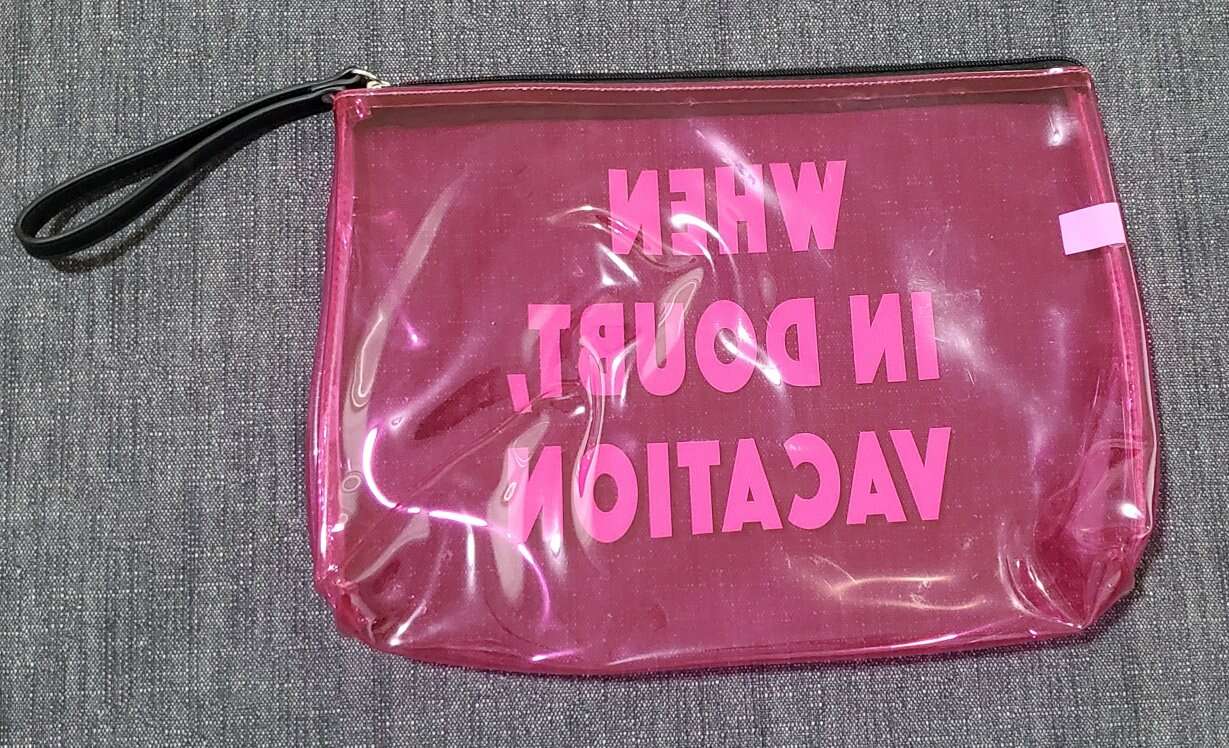 WHEN
IN DOUBT,
VACATION